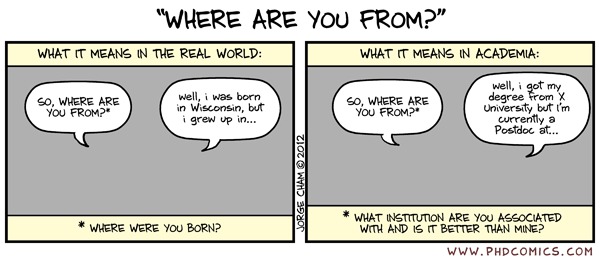 "WHERE ARE YOU FROM?"
WHAT IT MEANS IN THE REAL WORLD:
SO, WHERE ARE
YOU FROM?*
well, i was born
in Wisconsin, but
i grew up in...
* WHERE WERE YOU BORN?
JORGE CHAM © 2012
WHAT IT MEANS IN ACADEMIA:
SO, WHERE ARE
YOU FROM?*
well, i got my
degree from X
University but i'm
currently a
Postdoc at...
* WHAT INSTITUTION ARE YOU ASSOCIATED
WITH AND IS IT BETTER THAN MINE?
WWW.PHDCOMICS.COM